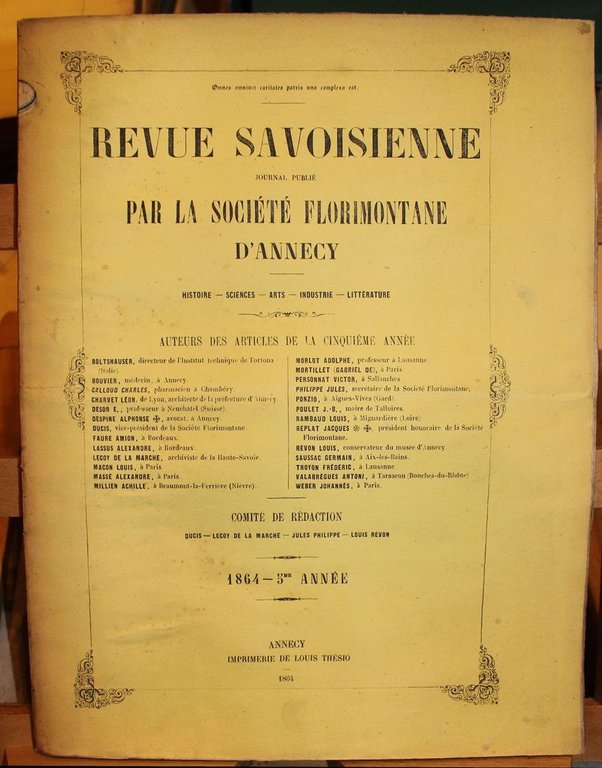 Omnes omnium caritates patria una complexa est.
REVUE SAVOISIENNE
JOURNAL PUBLIÉ
PAR LA SOCIÉTÉ FLORIMONTANE
D'ANNECY
HISTOIRE — SCIENCES — ARTS — INDUSTRIE — LITTÉRATURE
AUTEURS DES ARTICLES DE LA CINQUIÈME ANNÉE
BOLTSHAUSER, directeur de l'Institut technique de Tortona
(Italie)
BOUVIER, médecin, à Annecy.
CALLOUD CHARLES, pharmacien à Chambéry.
CHARVET LÉON, de Lyon, architecte de la préfecture d'Annecy
DESOR E., professeur à Neuchâtel (Suisse).
DESPINE ALPHONSE ✠, avocat, à Annecy.
DUCIS, vice-président de la Société Florimontane.
FAURE AMION, à Bordeaux.
LASSUS ALEXANDRE, à Bordeaux.
LECOY DE LA MARCHE, archiviste de la Haute-Savoie.
MACON LOUIS, à Paris
MASSÉ ALEXANDRE, à Paris.
MILLIEN ACHILLE, à Beaumont-la-Ferrière (Nièvre).
MORLOT ADOLPHE, professeur à Lausanne
MORTILLET (GABRIEL DE), à Paris.
PERSONNAT VICTOR, à Sallanches
PHILIPPE JULES, secrétaire de la Société Florimontane.
PONZIO, à Aigues-Vives (Gard).
POULET J.-B., maire de Talloires
RAMBAUD LOUIS, à Mignardière (Loire)
REPLAT JACQUES ✠, président honoraire de la Société
Florimontane.
REVON LOUIS, conservateur du musée d'Annecy.
SAUSSAC GERMAIN, à Aix-les-Bains.
TROYON FRÉDÉRIC, à Lausanne
VALABRÈGUES ANTONI, à Tarascon (Bouches-du-Rhône)
WEBER JOHANNÈS, à Paris.
COMITÉ DE RÉDACTION
DUCIS — LECOY DE LA MARCHE — JULES PHILIPPE — LOUIS REVON
1864 — 5ME ANNÉE
ANNECY
IMPRIMERIE DE LOUIS THÉSIO
1864